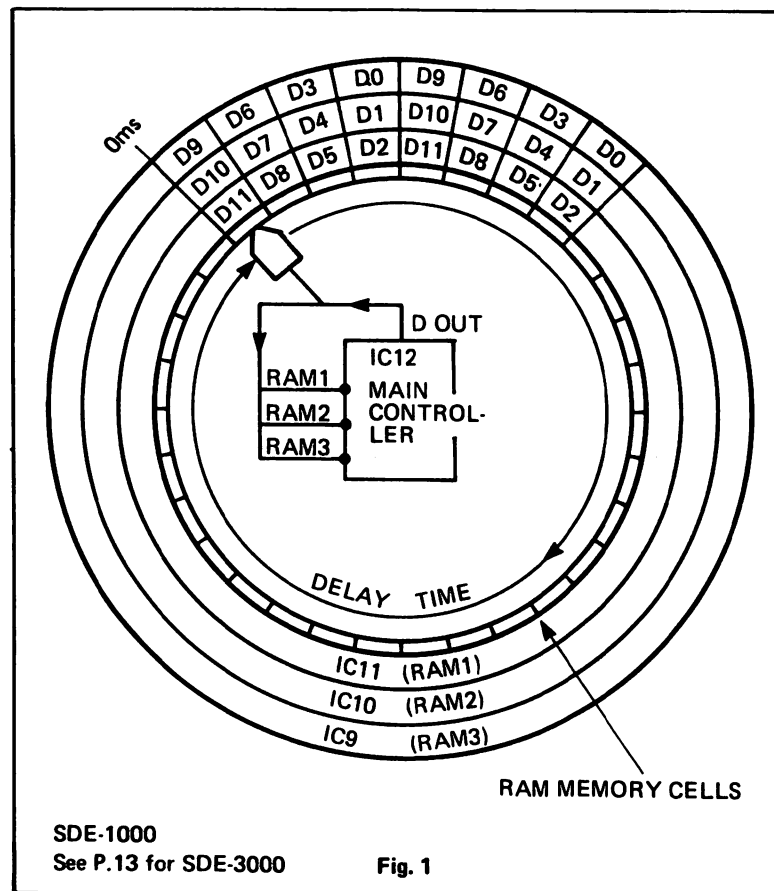 0ms
D9 D6 D3 D0 D9 D6 D3 D0
D10 D7 D4 D1 D10 D7 D4 D1
D11 D8 D5 D2 D11 D8 D5 D2
D OUT
IC12
MAIN
CONTROL-
LER
RAM1
RAM2
RAM3
DELAY TIME
IC11 (RAM1)
IC10 (RAM2)
IC9 (RAM3)
RAM MEMORY CELLS
SDE-1000
See P.13 for SDE-3000
Fig. 1